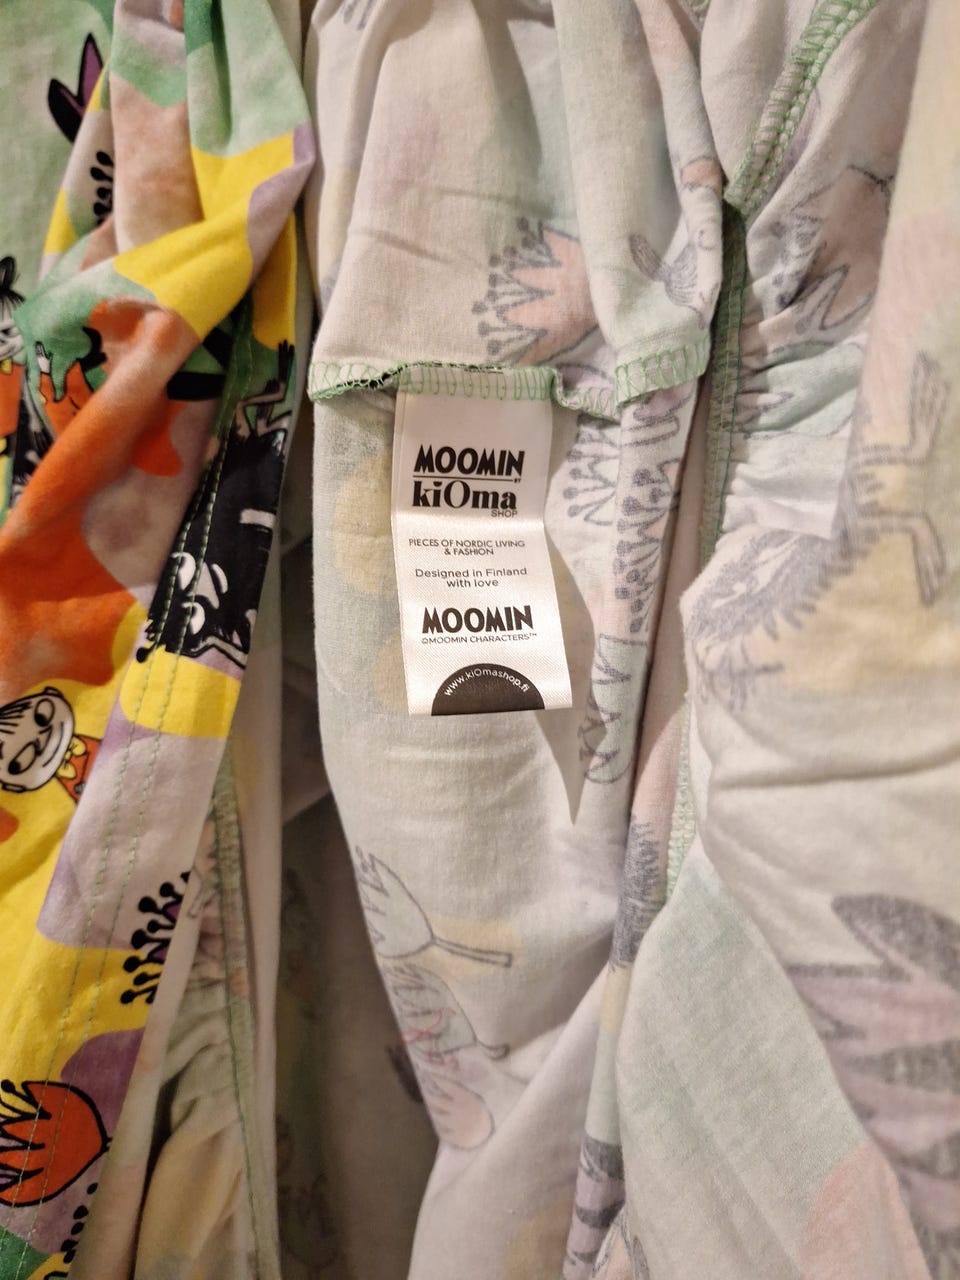 MOOMIN
BY
kiOma
SHOP
PIECES OF NORDIC LIVING
& FASHION
Designed in Finland
with love
MOOMIN
©MOOMIN CHARACTERS™
www.kiOmashop.fi